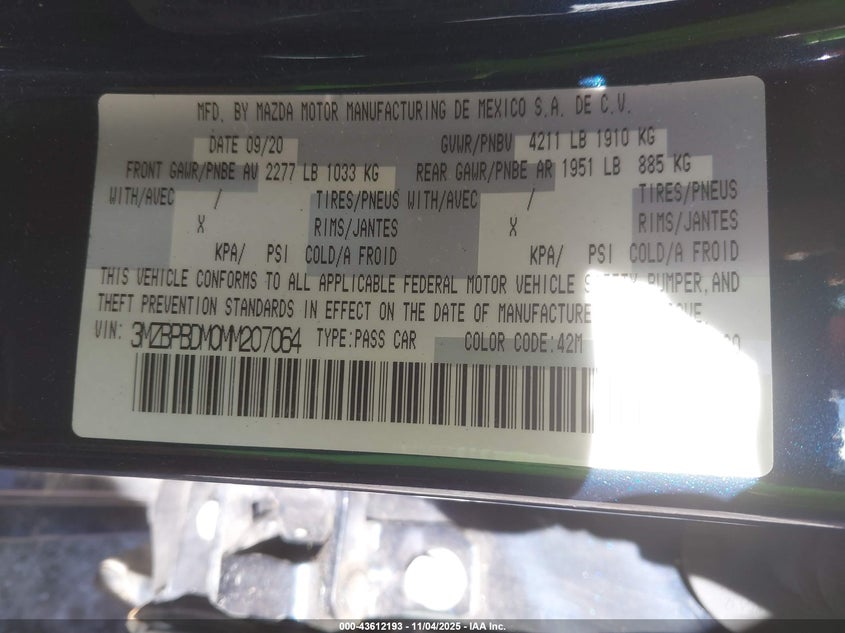 MFD. BY MAZDA MOTOR MANUFACTURING DE MEXICO S.A. DE C.V.
DATE 09/20 GVWR/PNBV 4211 LB 1910 KG
FRONT GAWR/PNBE AV 2277 LB 1033 KG REAR GAWR/PNBE AR 1951 LB 885 KG
WITH/AVEC / TIRES/PNEUS WITH/AVEC / TIRES/PNEUS
X RIMS/JANTES X RIMS/JANTES
KPA/ PSI COLD/A FROID KPA/ PSI COLD/A FROID
THIS VEHICLE CONFORMS TO ALL APPLICABLE FEDERAL MOTOR VEHICLE SAFETY, BUMPER, AND
THEFT PREVENTION STANDARDS IN EFFECT ON THE DATE OF MANUFACTURE
VIN: 3MZBPBDM0MM207064 TYPE:PASS CAR COLOR CODE:42M
000-43612193 - 11/04/2025 - IAA Inc.